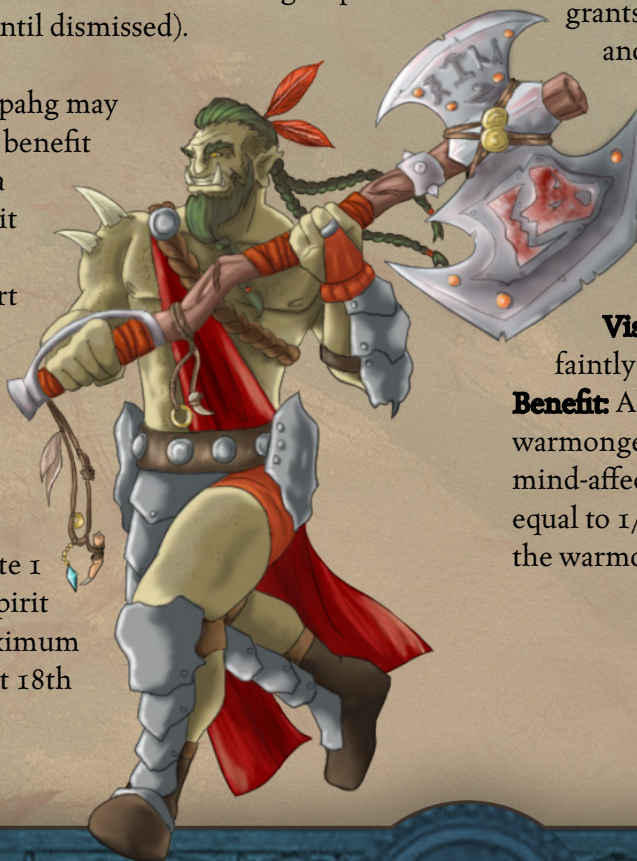 ntil dismissed).
pahg may
benefit
a
it
rt
te 1
pirit
ximum
t 18th
XIN
grants
and
Vis
faintly
Benefit: A
warmonge
mind-affec
equal to 1/
the warmo